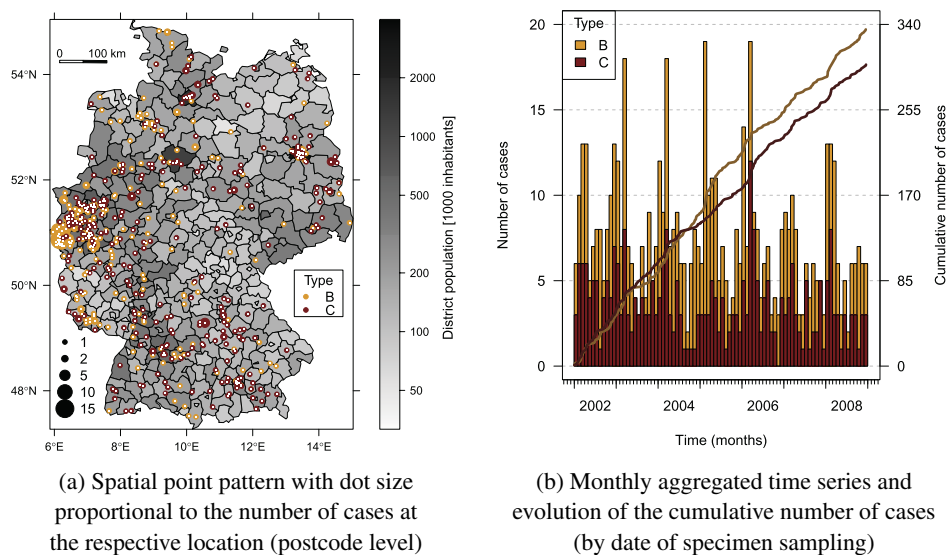 0 100 km
54°N
52°N
50°N
48°N
6°E 8°E 10°E 12°E 14°E
Type
B
C
1
2
5
10
15
2000
1000
500
200
100
50
District population [1000 inhabitants]
(a) Spatial point pattern with dot size
proportional to the number of cases at
the respective location (postcode level)
Type
B
C
20
15
10
5
0
Number of cases
340
255
170
85
0
Cumulative number of cases
2002 2004 2006 2008
Time (months)
(b) Monthly aggregated time series and
evolution of the cumulative number of cases
(by date of specimen sampling)